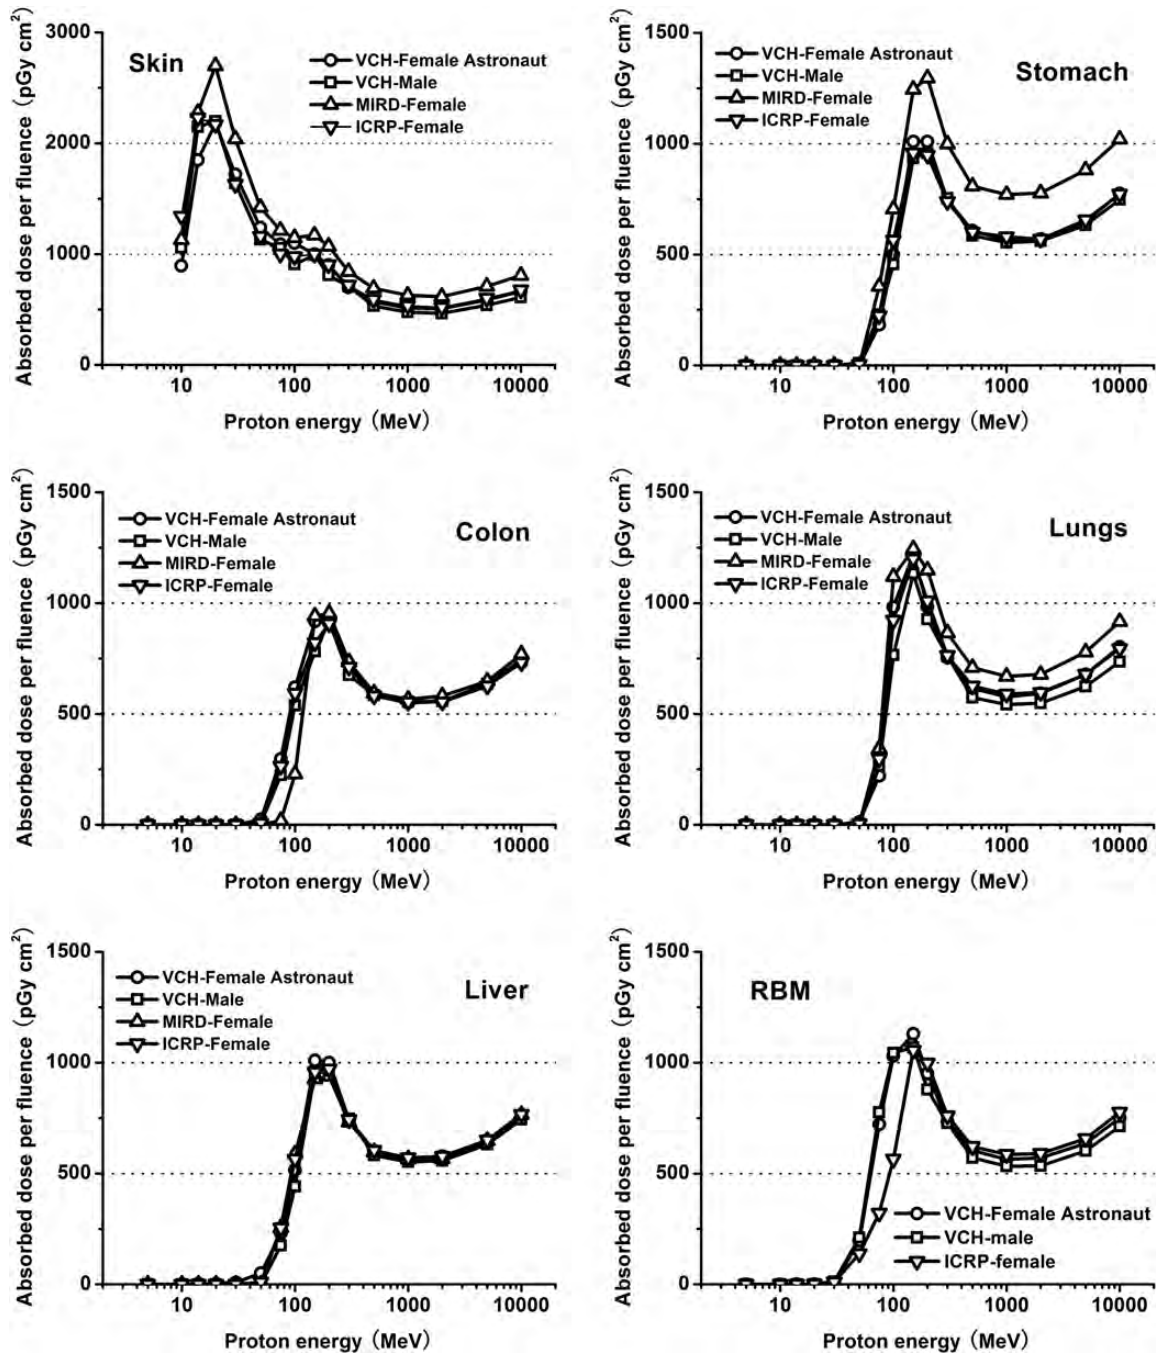 Absorbed dose per fluence (pGy cm²)
3000
2000
1000
0
Skin
VCH-Female Astronaut
VCH-Male
MIRD-Female
ICRP-Female
10
100
1000
10000
Proton energy (MeV)
Absorbed dose per fluence (pGy cm²)
1500
1000
500
0
VCH-Female Astronaut
VCH-Male
MIRD-Female
ICRP-Female
Stomach
10
100
1000
10000
Proton energy (MeV)
Absorbed dose per fluence (pGy cm²)
1500
1000
500
0
VCH-Female Astronaut
VCH-Male
MIRD-Female
ICRP-Female
Colon
10
100
1000
10000
Proton energy (MeV)
Absorbed dose per fluence (pGy cm²)
1500
1000
500
0
VCH-Female Astronaut
VCH-Male
MIRD-Female
ICRP-Female
Lungs
10
100
1000
10000
Proton energy (MeV)
Absorbed dose per fluence (pGy cm²)
1500
1000
500
0
VCH-Female Astronaut
VCH-Male
MIRD-Female
ICRP-Female
Liver
10
100
1000
10000
Proton energy (MeV)
Absorbed dose per fluence (pGy cm²)
1500
1000
500
0
RBM
VCH-Female Astronaut
VCH-male
ICRP-female
10
100
1000
10000
Proton energy (MeV)